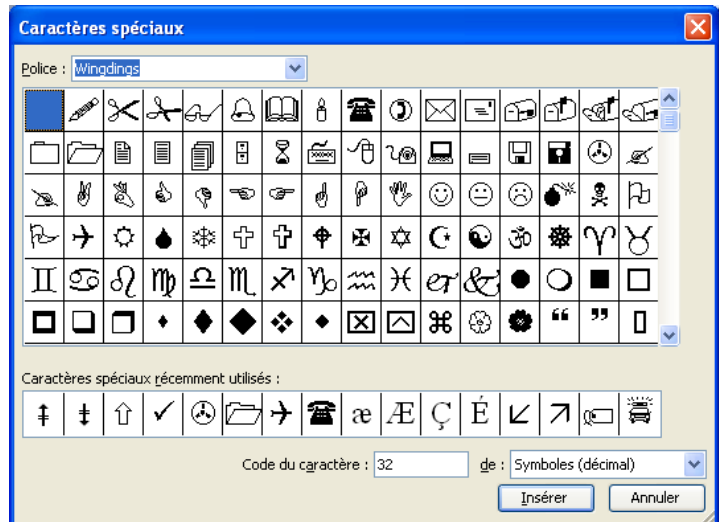 Caractères spéciaux
Police : Wingdings
Caractères spéciaux récemment utilisés :
æ Æ Ç É
Code du caractère : 32 de : Symboles (décimal)
Insérer Annuler